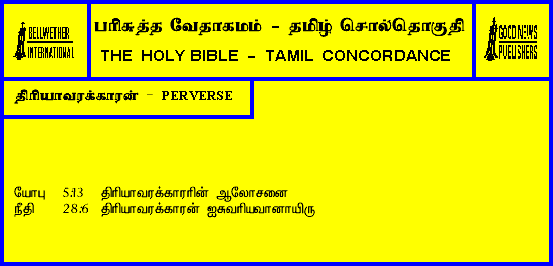 BELLWETHER
INTERNATIONAL
பரிசுத்த வேதாகமம் - தமிழ் சொல்தொகுதி
THE HOLY BIBLE - TAMIL CONCORDANCE
GOOD NEWS
PUBLISHERS
திரியாவரக்காரன் - PERVERSE
யோபு 5:13 திரியாவரக்காரரின் ஆலோசனை
நீதி 28:6 திரியாவரக்காரன் ஐசுவரியவானாயிரு